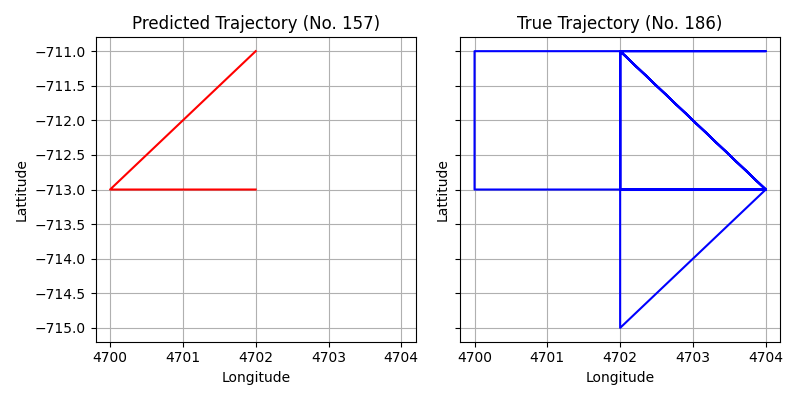 Predicted Trajectory (No. 157)
True Trajectory (No. 186)
Lattitude
−711.0
−711.5
−712.0
−712.5
−713.0
−713.5
−714.0
−714.5
−715.0
4700 4701 4702 4703 4704
Longitude
Lattitude
4700 4701 4702 4703 4704
Longitude